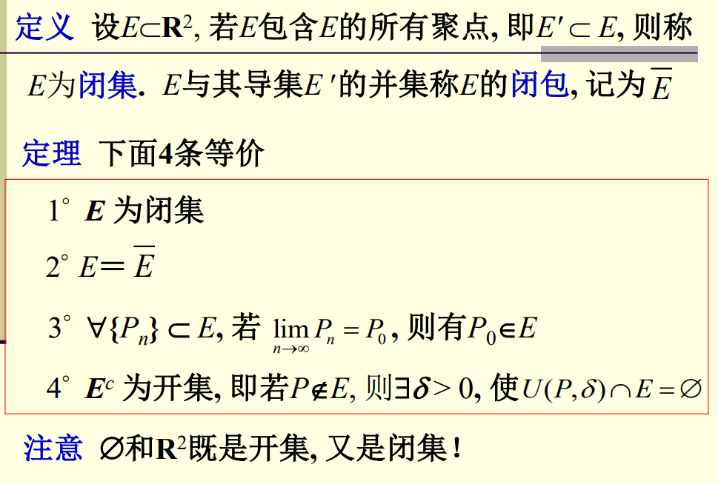 定义 设E⊂R², 若E包含E的所有聚点, 即E′⊂ E, 则称
E为闭集. E与其导集E ′的并集称E的闭包, 记为 E̅
定理 下面4条等价
1° E 为闭集
2° E＝ E̅
3° ∀{Pₙ} ⊂ E, 若 lim Pₙ = P₀ , 则有P₀∈E
n→∞
4° Eᶜ 为开集, 即若P∉E, 则∃δ> 0, 使U(P,δ)∩E =∅
注意 ∅和R²既是开集, 又是闭集!